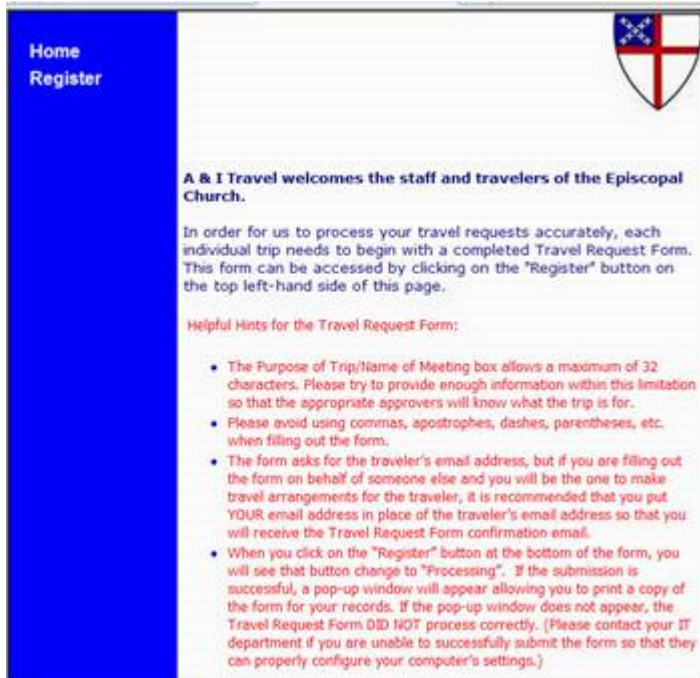 Home
Register
A & I Travel welcomes the staff and travelers of the Episcopal
Church.
In order for us to process your travel requests accurately, each
individual trip needs to begin with a completed Travel Request Form.
This form can be accessed by clicking on the "Register" button on
the top left-hand side of this page.
Helpful Hints for the Travel Request Form:
• The Purpose of Trip/Name of Meeting box allows a maximum of 32
characters. Please try to provide enough information within this limitation
so that the appropriate approvers will know what the trip is for.
• Please avoid using commas, apostrophes, dashes, parentheses, etc.
when filling out the form.
• The form asks for the traveler's email address, but if you are filling out
the form on behalf of someone else and you will be the one to make
travel arrangements for the traveler, it is recommended that you put
YOUR email address in place of the traveler's email address so that you
will receive the Travel Request Form confirmation email.
• When you click on the "Register" button at the bottom of the form, you
will see that button change to "Processing". If the submission is
successful, a pop-up window will appear allowing you to print a copy of
the form for your records. If the pop-up window does not appear, the
Travel Request Form DID NOT process correctly. (Please contact your IT
department if you are unable to successfully submit the form so that they
can properly configure your computer's settings.)